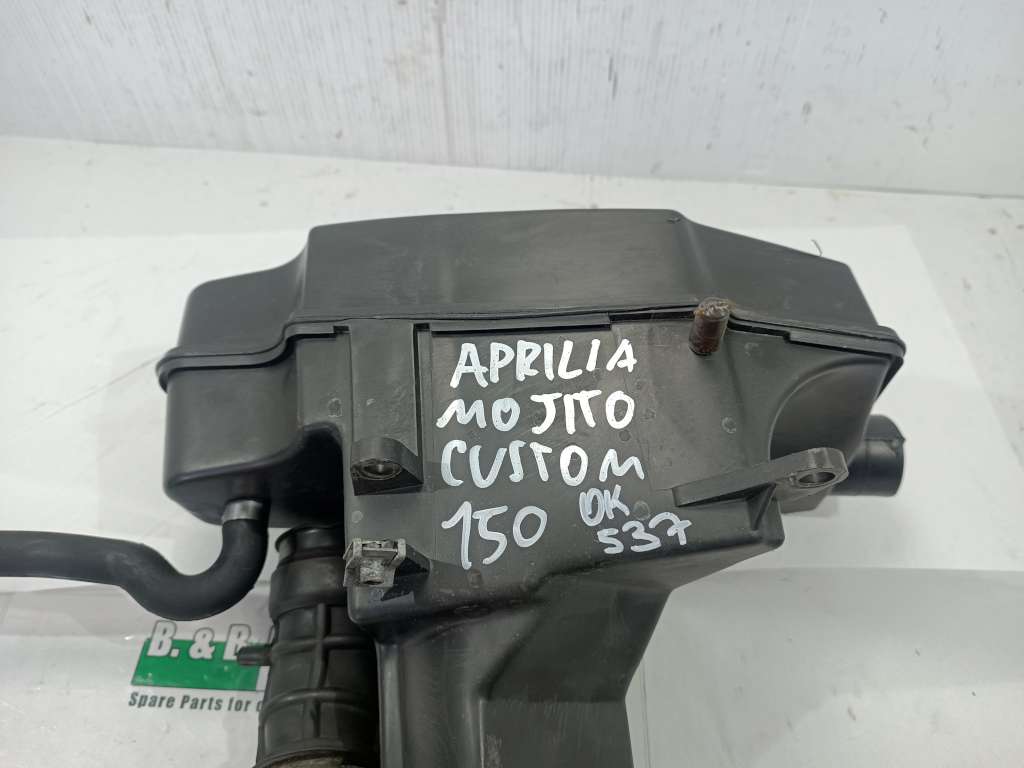 APRILIA
MOJITO
CUSTOM
150 OK
537
B. & B.
Spare Parts for